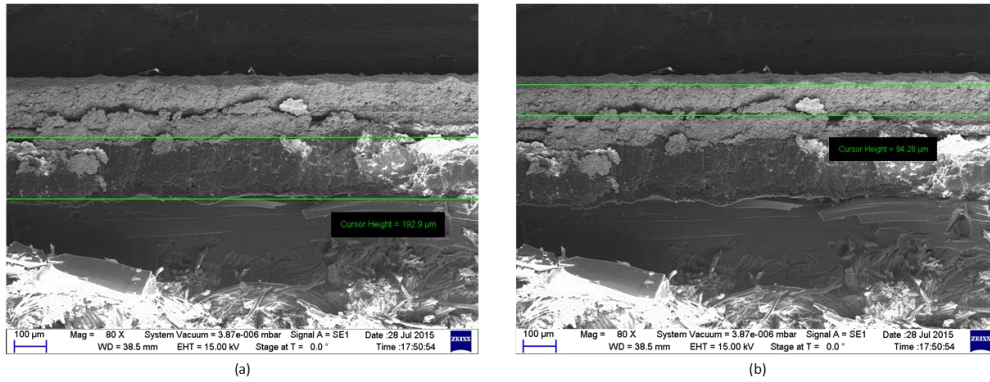 Cursor Height = 192.9 µm
100 µm
Mag = 80 X
System Vacuum = 3.87e-006 mbar
Signal A = SE1
Date :28 Jul 2015
WD = 38.5 mm
EHT = 15.00 kV
Stage at T = 0.0 °
Time :17:50:54
ZEISS
(a)
Cursor Height = 94.28 µm
100 µm
Mag = 80 X
System Vacuum = 3.87e-006 mbar
Signal A = SE1
Date :28 Jul 2015
WD = 38.5 mm
EHT = 15.00 kV
Stage at T = 0.0 °
Time :17:50:54
ZEISS
(b)